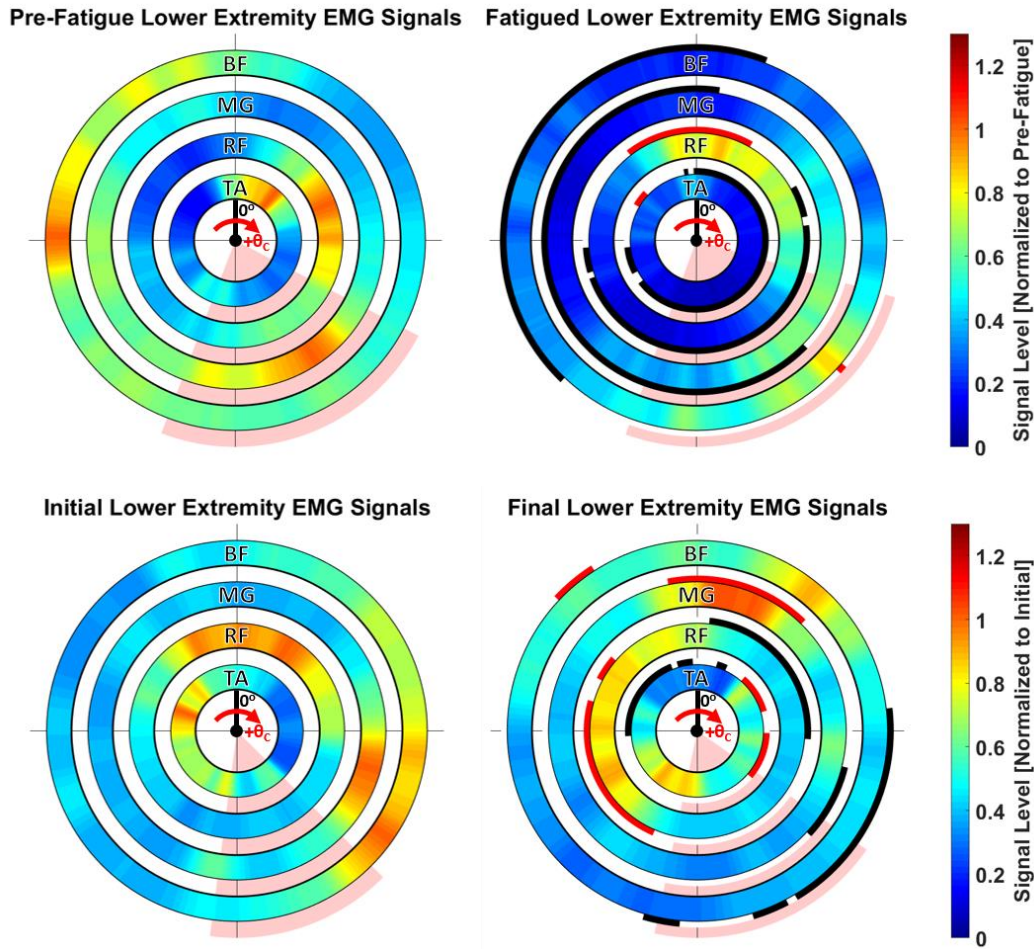 Pre-Fatigue Lower Extremity EMG Signals
BF
MG
RF
TA
0º
+θc
Fatigued Lower Extremity EMG Signals
BF
MG
RF
TA
0º
+θc
1.2
1
0.8
0.6
0.4
0.2
0
Signal Level [Normalized to Pre-Fatigue]
Initial Lower Extremity EMG Signals
BF
MG
RF
TA
0º
+θc
Final Lower Extremity EMG Signals
BF
MG
RF
TA
0º
+θc
1.2
1
0.8
0.6
0.4
0.2
0
Signal Level [Normalized to Initial]